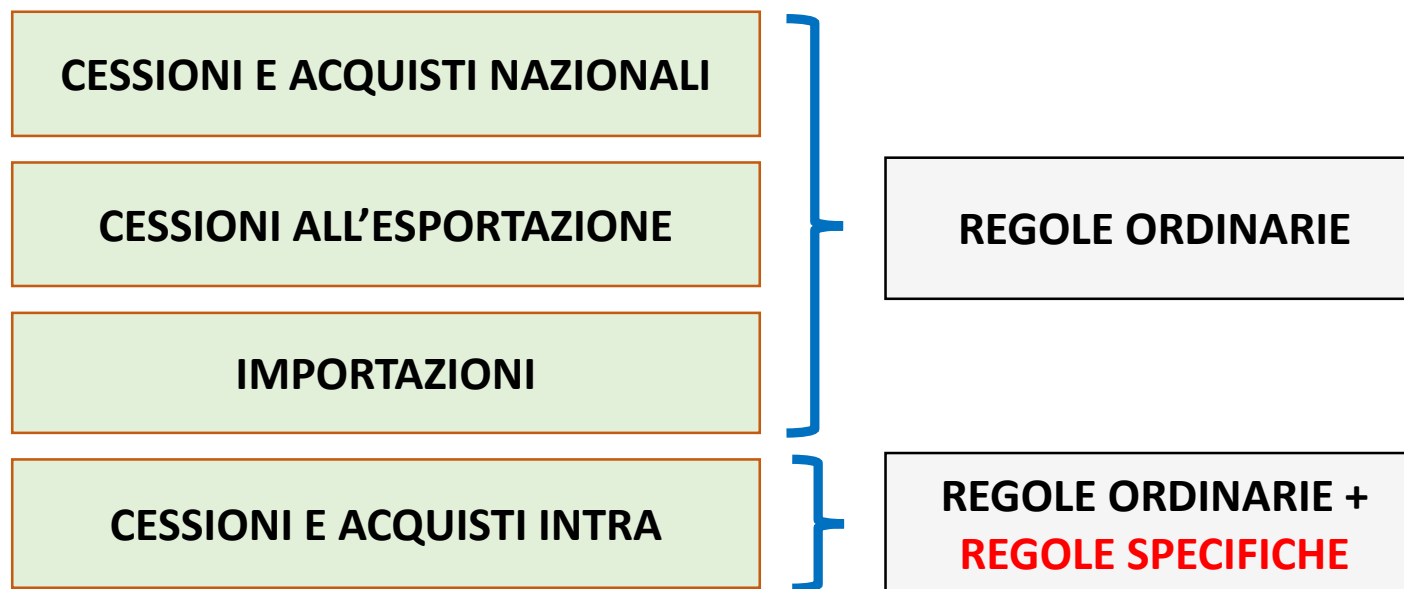 CESSIONI E ACQUISTI NAZIONALI
CESSIONI ALL’ESPORTAZIONE
REGOLE ORDINARIE
IMPORTAZIONI
CESSIONI E ACQUISTI INTRA
REGOLE ORDINARIE +
REGOLE SPECIFICHE